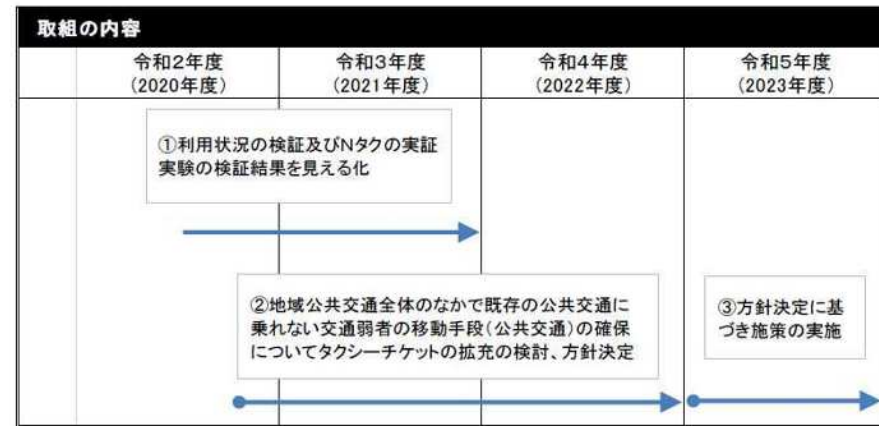 取組の内容
令和2年度
(2020年度)
令和3年度
(2021年度)
令和4年度
(2022年度)
令和5年度
(2023年度)
①利用状況の検証及びNタクの実証
実験の検証結果を見える化
②地域公共交通全体のなかで既存の公共交通に
乗れない交通弱者の移動手段(公共交通)の確保
についてタクシーチケットの拡充の検討、方針決定
③方針決定に基
づき施策の実施